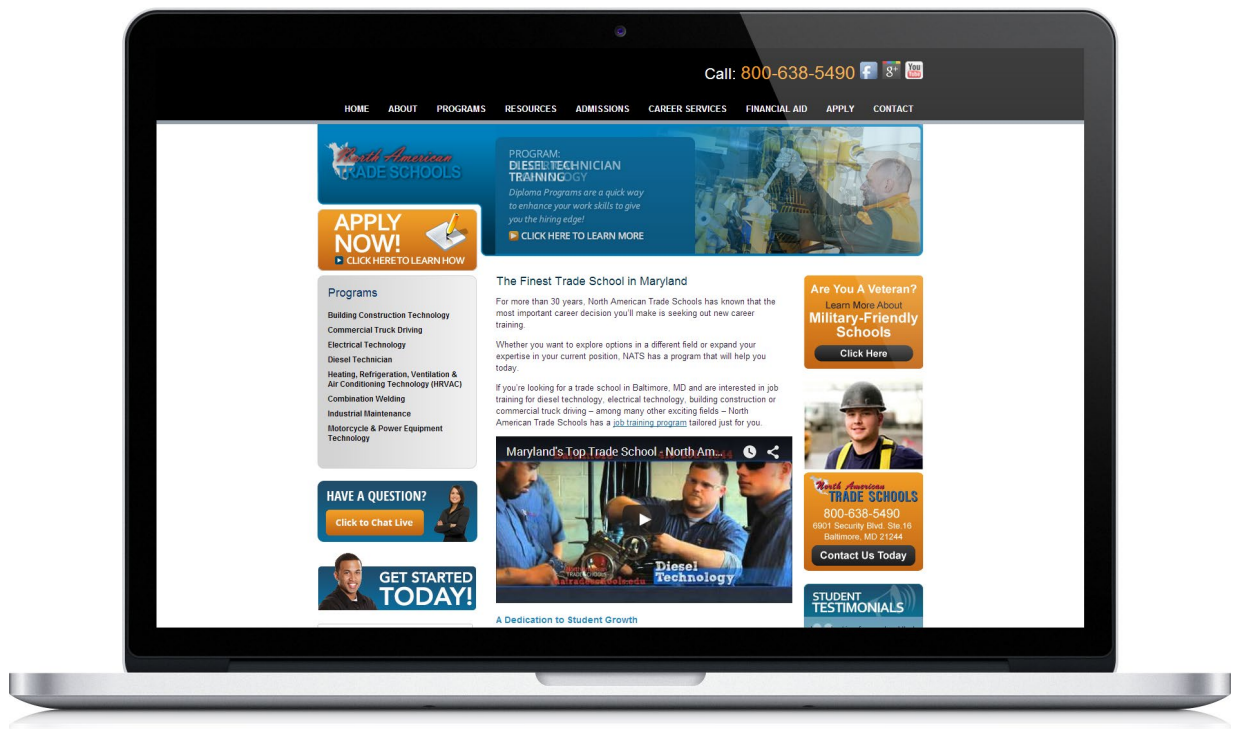 Call: 800-638-5490
You Tube
HOME ABOUT PROGRAMS RESOURCES ADMISSIONS CAREER SERVICES FINANCIAL AID APPLY CONTACT
North American
TRADE SCHOOLS
PROGRAM:
DIESEL TECHNICIAN
TRAINING
Diploma Programs are a quick way
to enhance your work skills to give
you the hiring edge!
CLICK HERE TO LEARN MORE
APPLY
NOW!
CLICK HERE TO LEARN HOW
Programs
Building Construction Technology
Commercial Truck Driving
Electrical Technology
Diesel Technician
Heating, Refrigeration, Ventilation &
Air Conditioning Technology (HRVAC)
Combination Welding
Industrial Maintenance
Motorcycle & Power Equipment
Technology
HAVE A QUESTION?
Click to Chat Live
GET STARTED
TODAY!
The Finest Trade School in Maryland
For more than 30 years, North American Trade Schools has known that the
most important career decision you'll make is seeking out new career
training.
Whether you want to explore options in a different field or expand your
expertise in your current position, NATS has a program that will help you
today.
If you're looking for a trade school in Baltimore, MD and are interested in job
training for diesel technology, electrical technology, building construction or
commercial truck driving – among many other exciting fields – North
American Trade Schools has a job training program tailored just for you.
Maryland's Top Trade School - North Am...
Diesel
Technology
natradeschools.edu
A Dedication to Student Growth
Are You A Veteran?
Learn More About
Military-Friendly
Schools
Click Here
North American
TRADE SCHOOLS
800-638-5490
6901 Security Blvd. Ste.16
Baltimore, MD 21244
Contact Us Today
STUDENT
TESTIMONIALS